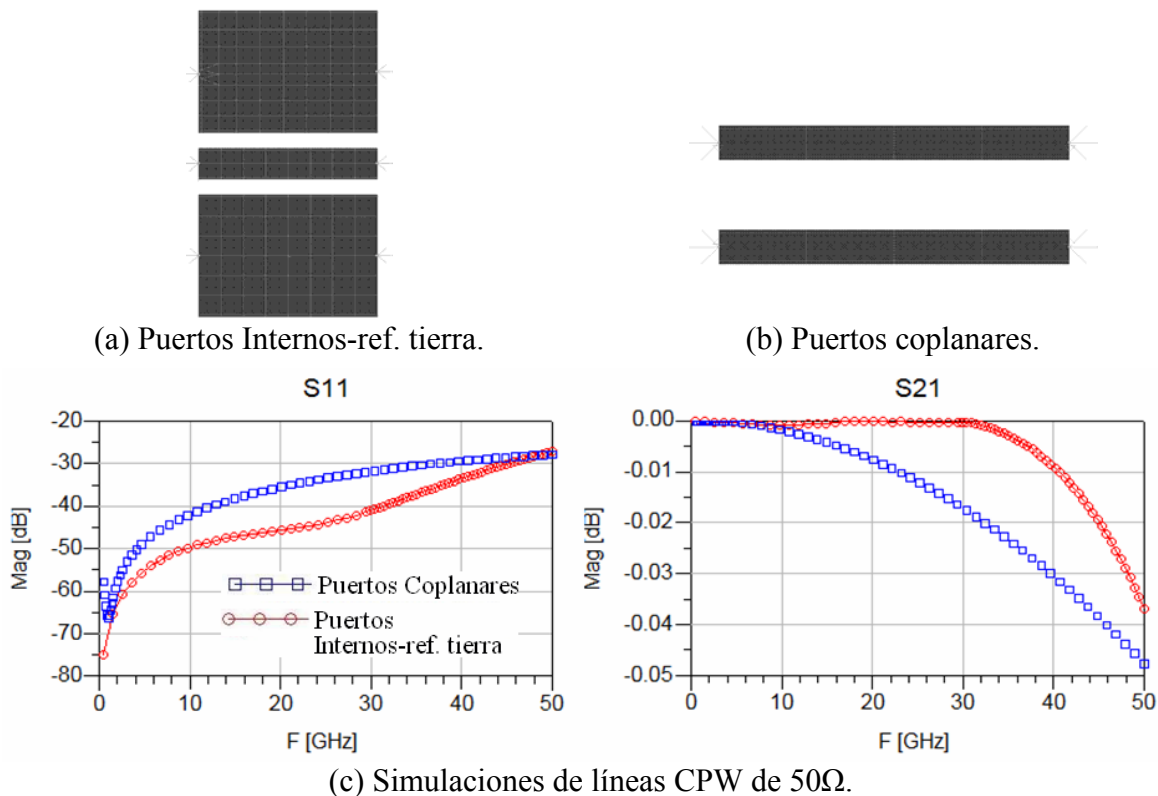 (a) Puertos Internos-ref. tierra.
(b) Puertos coplanares.
S11
-20
-30
-40
-50
-60
-70
-80
Mag [dB]
0 10 20 30 40 50
F [GHz]
Puertos Coplanares
Puertos
Internos-ref. tierra
S21
0.00
-0.01
-0.02
-0.03
-0.04
-0.05
Mag [dB]
0 10 20 30 40 50
F [GHz]
(c) Simulaciones de líneas CPW de 50Ω.